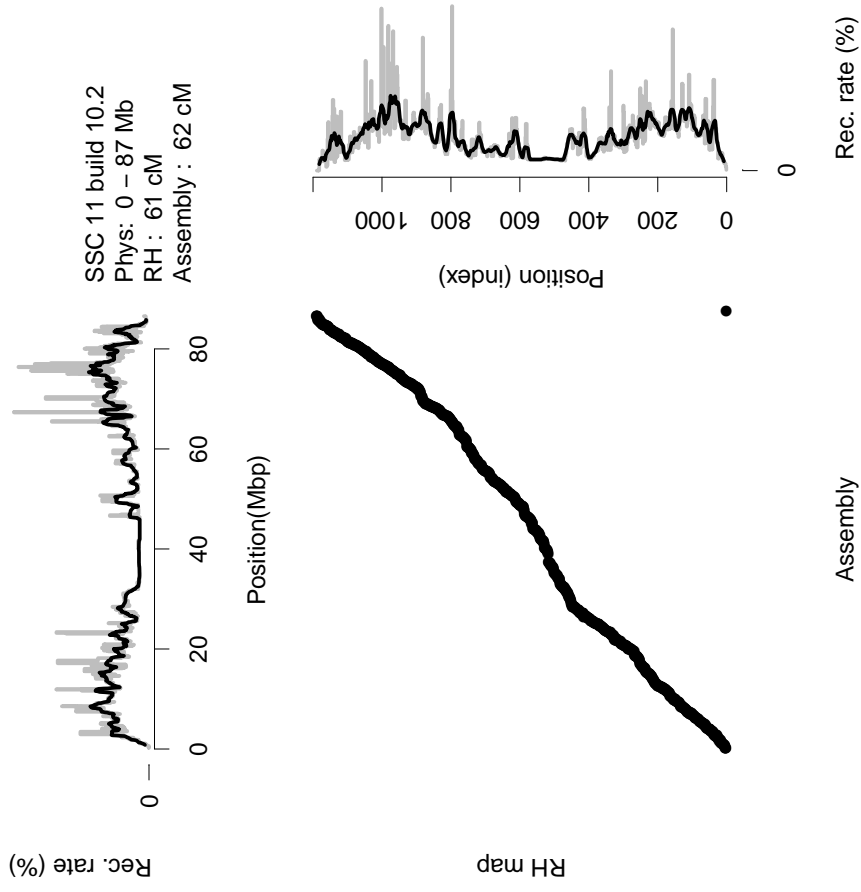 SSC 11 build 10.2
Phys: 0 – 87 Mb
RH : 61 cM
Assembly : 62 cM
Rec. rate (%)
0
0 20 40 60 80
Position(Mbp)
RH map
Assembly
Position (index)
0 200 400 600 800 1000
0
Rec. rate (%)